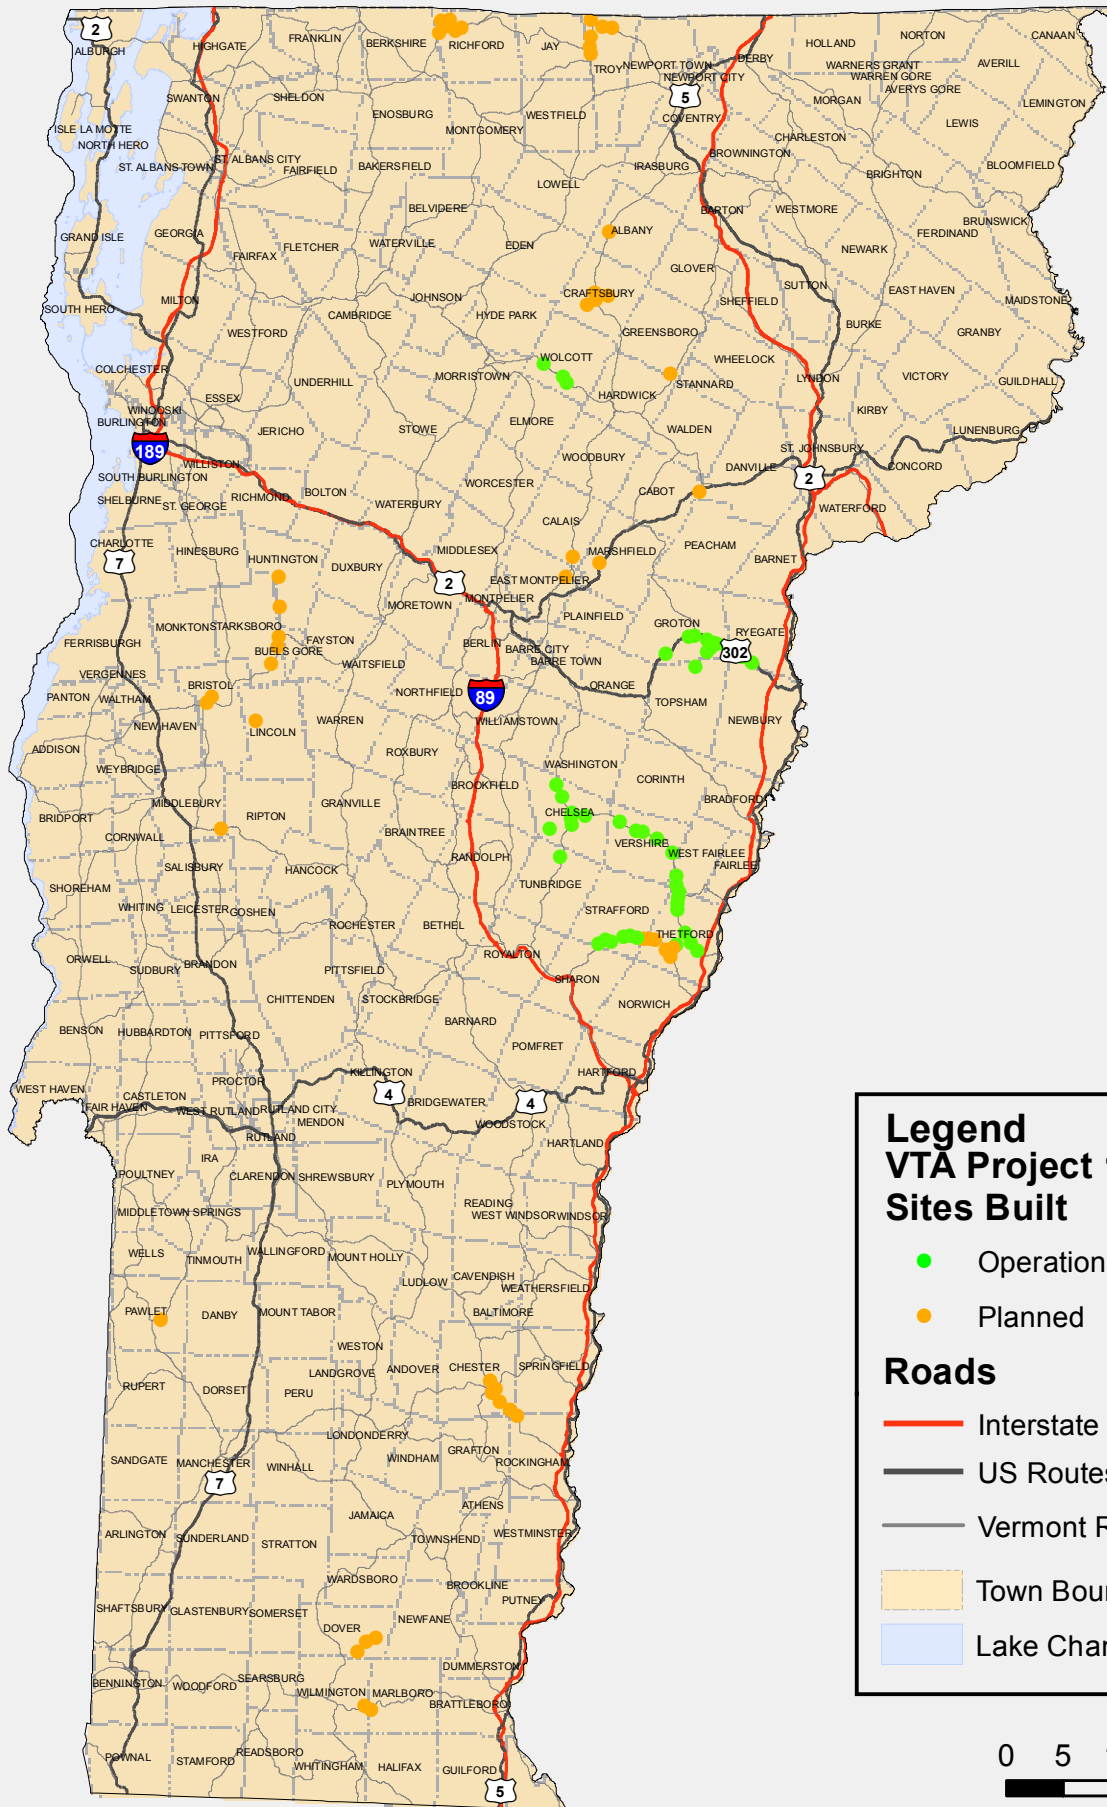 2
ALBURGH
HIGHGATE
FRANKLIN
BERKSHIRE
RICHFORD
JAY
TROY
NEWPORT TOWN
NEWPORT CITY
DERBY
HOLLAND
NORTON
CANAAN
WARNERS GRANT
WARREN GORE
AVERYS GORE
AVERILL
5
SWANTON
SHELDON
ENOSBURG
MONTGOMERY
WESTFIELD
COVENTRY
MORGAN
LEMINGTON
LEWIS
ISLE LA MOTTE
NORTH HERO
ST. ALBANS TOWN
ST. ALBANS CITY
FAIRFIELD
BAKERSFIELD
LOWELL
IRASBURG
BROWNINGTON
CHARLESTON
BRIGHTON
BLOOMFIELD
GRAND ISLE
GEORGIA
FAIRFAX
FLETCHER
WATERVILLE
BELVIDERE
EDEN
ALBANY
BARTON
WESTMORE
NEWARK
FERDINAND
BRUNSWICK
SOUTH HERO
MILTON
WESTFORD
CAMBRIDGE
JOHNSON
HYDE PARK
CRAFTSBURY
GREENSBORO
GLOVER
SHEFFIELD
SUTTON
BURKE
EAST HAVEN
GRANBY
MAIDSTONE
COLCHESTER
WINOOSKI
BURLINGTON
ESSEX
UNDERHILL
JERICHO
MORRISTOWN
WOLCOTT
STOWE
ELMORE
HARDWICK
STANNARD
WHEELOCK
LYNDON
VICTORY
KIRBY
GUILDHALL
LUNENBURG
189
WILLISTON
SOUTH BURLINGTON
SHELBURNE
ST. GEORGE
RICHMOND
BOLTON
WATERBURY
WORCESTER
WOODBURY
WALDEN
CABOT
DANVILLE
ST. JOHNSBURY
2
CONCORD
WATERFORD
CHARLOTTE
7
HINESBURG
HUNTINGTON
DUXBURY
MIDDLESEX
2
MORETOWN
MONTPELIER
EAST MONTPELIER
CALAIS
MARSHFIELD
PEACHAM
BARNET
PLAINFIELD
GROTON
RYEGATE
302
FERRISBURGH
MONKTON
STARKSBORO
BUELS GORE
FAYSTON
WAITSFIELD
BERLIN
BARRE CITY
BARRE TOWN
ORANGE
TOPSHAM
NEWBURY
VERGENNES
PANTON
WALTHAM
BRISTOL
NEW HAVEN
LINCOLN
WARREN
NORTHFIELD
89
WILLIAMSTOWN
ADDISON
WEYBRIDGE
ROXBURY
WASHINGTON
CORINTH
BRADFORD
BRIDPORT
MIDDLEBURY
CORNWALL
RIPTON
GRANVILLE
BRAINTREE
BROOKFIELD
CHELSEA
VERSHIRE
WEST FAIRLEE
FAIRLEE
SALISBURY
HANCOCK
RANDOLPH
TUNBRIDGE
STRAFFORD
SHOREHAM
WHITING
LEICESTER
GOSHEN
ROCHESTER
BETHEL
THETFORD
ORWELL
SUDBURY
BRANDON
PITTSFIELD
ROYALTON
SHARON
CHITTENDEN
STOCKBRIDGE
NORWICH
BENSON
HUBBARDTON
PITTSFORD
BARNARD
POMFRET
WEST HAVEN
PROCTOR
KILLINGTON
HARTFORD
CASTLETON
FAIR HAVEN
WEST RUTLAND
RUTLAND CITY
MENDON
4
BRIDGEWATER
4
WOODSTOCK
RUTLAND
HARTLAND
IRA
POULTNEY
CLARENDON
SHREWSBURY
PLYMOUTH
READING
WEST WINDSOR
WINDSOR
MIDDLETOWN SPRINGS
WELLS
TINMOUTH
WALLINGFORD
MOUNT HOLLY
LUDLOW
CAVENDISH
WEATHERSFIELD
PAWLET
DANBY
MOUNT TABOR
BALTIMORE
WESTON
LANDGROVE
ANDOVER
CHESTER
SPRINGFIELD
RUPERT
DORSET
PERU
LONDONDERRY
SANDGATE
MANCHESTER
7
WINHALL
WINDHAM
GRAFTON
ROCKINGHAM
ATHENS
JAMAICA
ARLINGTON
SUNDERLAND
STRATTON
TOWNSHEND
WESTMINSTER
WARDSBORO
BROOKLINE
SHAFTSBURY
GLASTENBURY
SOMERSET
NEWFANE
PUTNEY
DOVER
DUMMERSTON
BENNINGTON
WOODFORD
SEARSBURG
WILMINGTON
MARLBORO
BRATTLEBORO
POWNAL
STAMFORD
READSBORO
WHITINGHAM
HALIFAX
GUILFORD
5
Legend
VTA Project
Sites Built
Operation
Planned
Roads
Interstate
US Routes
Vermont R
Town Bour
Lake Char
0 5